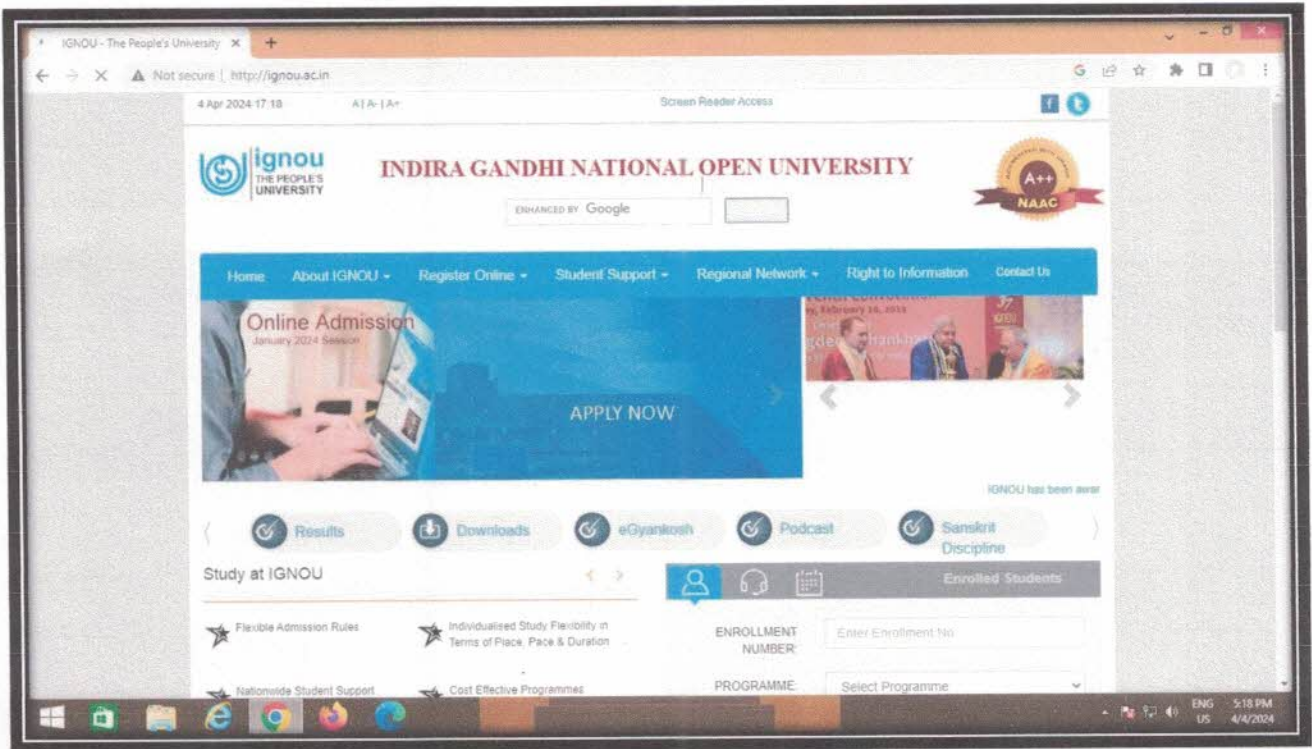 IGNOU - The People's University
Not secure | http://ignou.ac.in
4 Apr 2024 17:18 A | A- | A+ Screen Reader Access
ignou
THE PEOPLE'S
UNIVERSITY
INDIRA GANDHI NATIONAL OPEN UNIVERSITY
ENHANCED BY Google
A++
NAAC
Home About IGNOU Register Online Student Support Regional Network Right to Information Contact Us
Online Admission
January 2024 Session
APPLY NOW
IGNOU has been awar
Results Downloads eGyankosh Podcast Sanskrit
Discipline
Study at IGNOU
Enrolled Students
Flexible Admission Rules
Individualised Study Flexibility in
Terms of Place, Pace & Duration
ENROLLMENT
NUMBER:
Enter Enrollment No
Nationwide Student Support
Cost Effective Programmes
PROGRAMME:
Select Programme
ENG 5:18 PM
US 4/4/2024